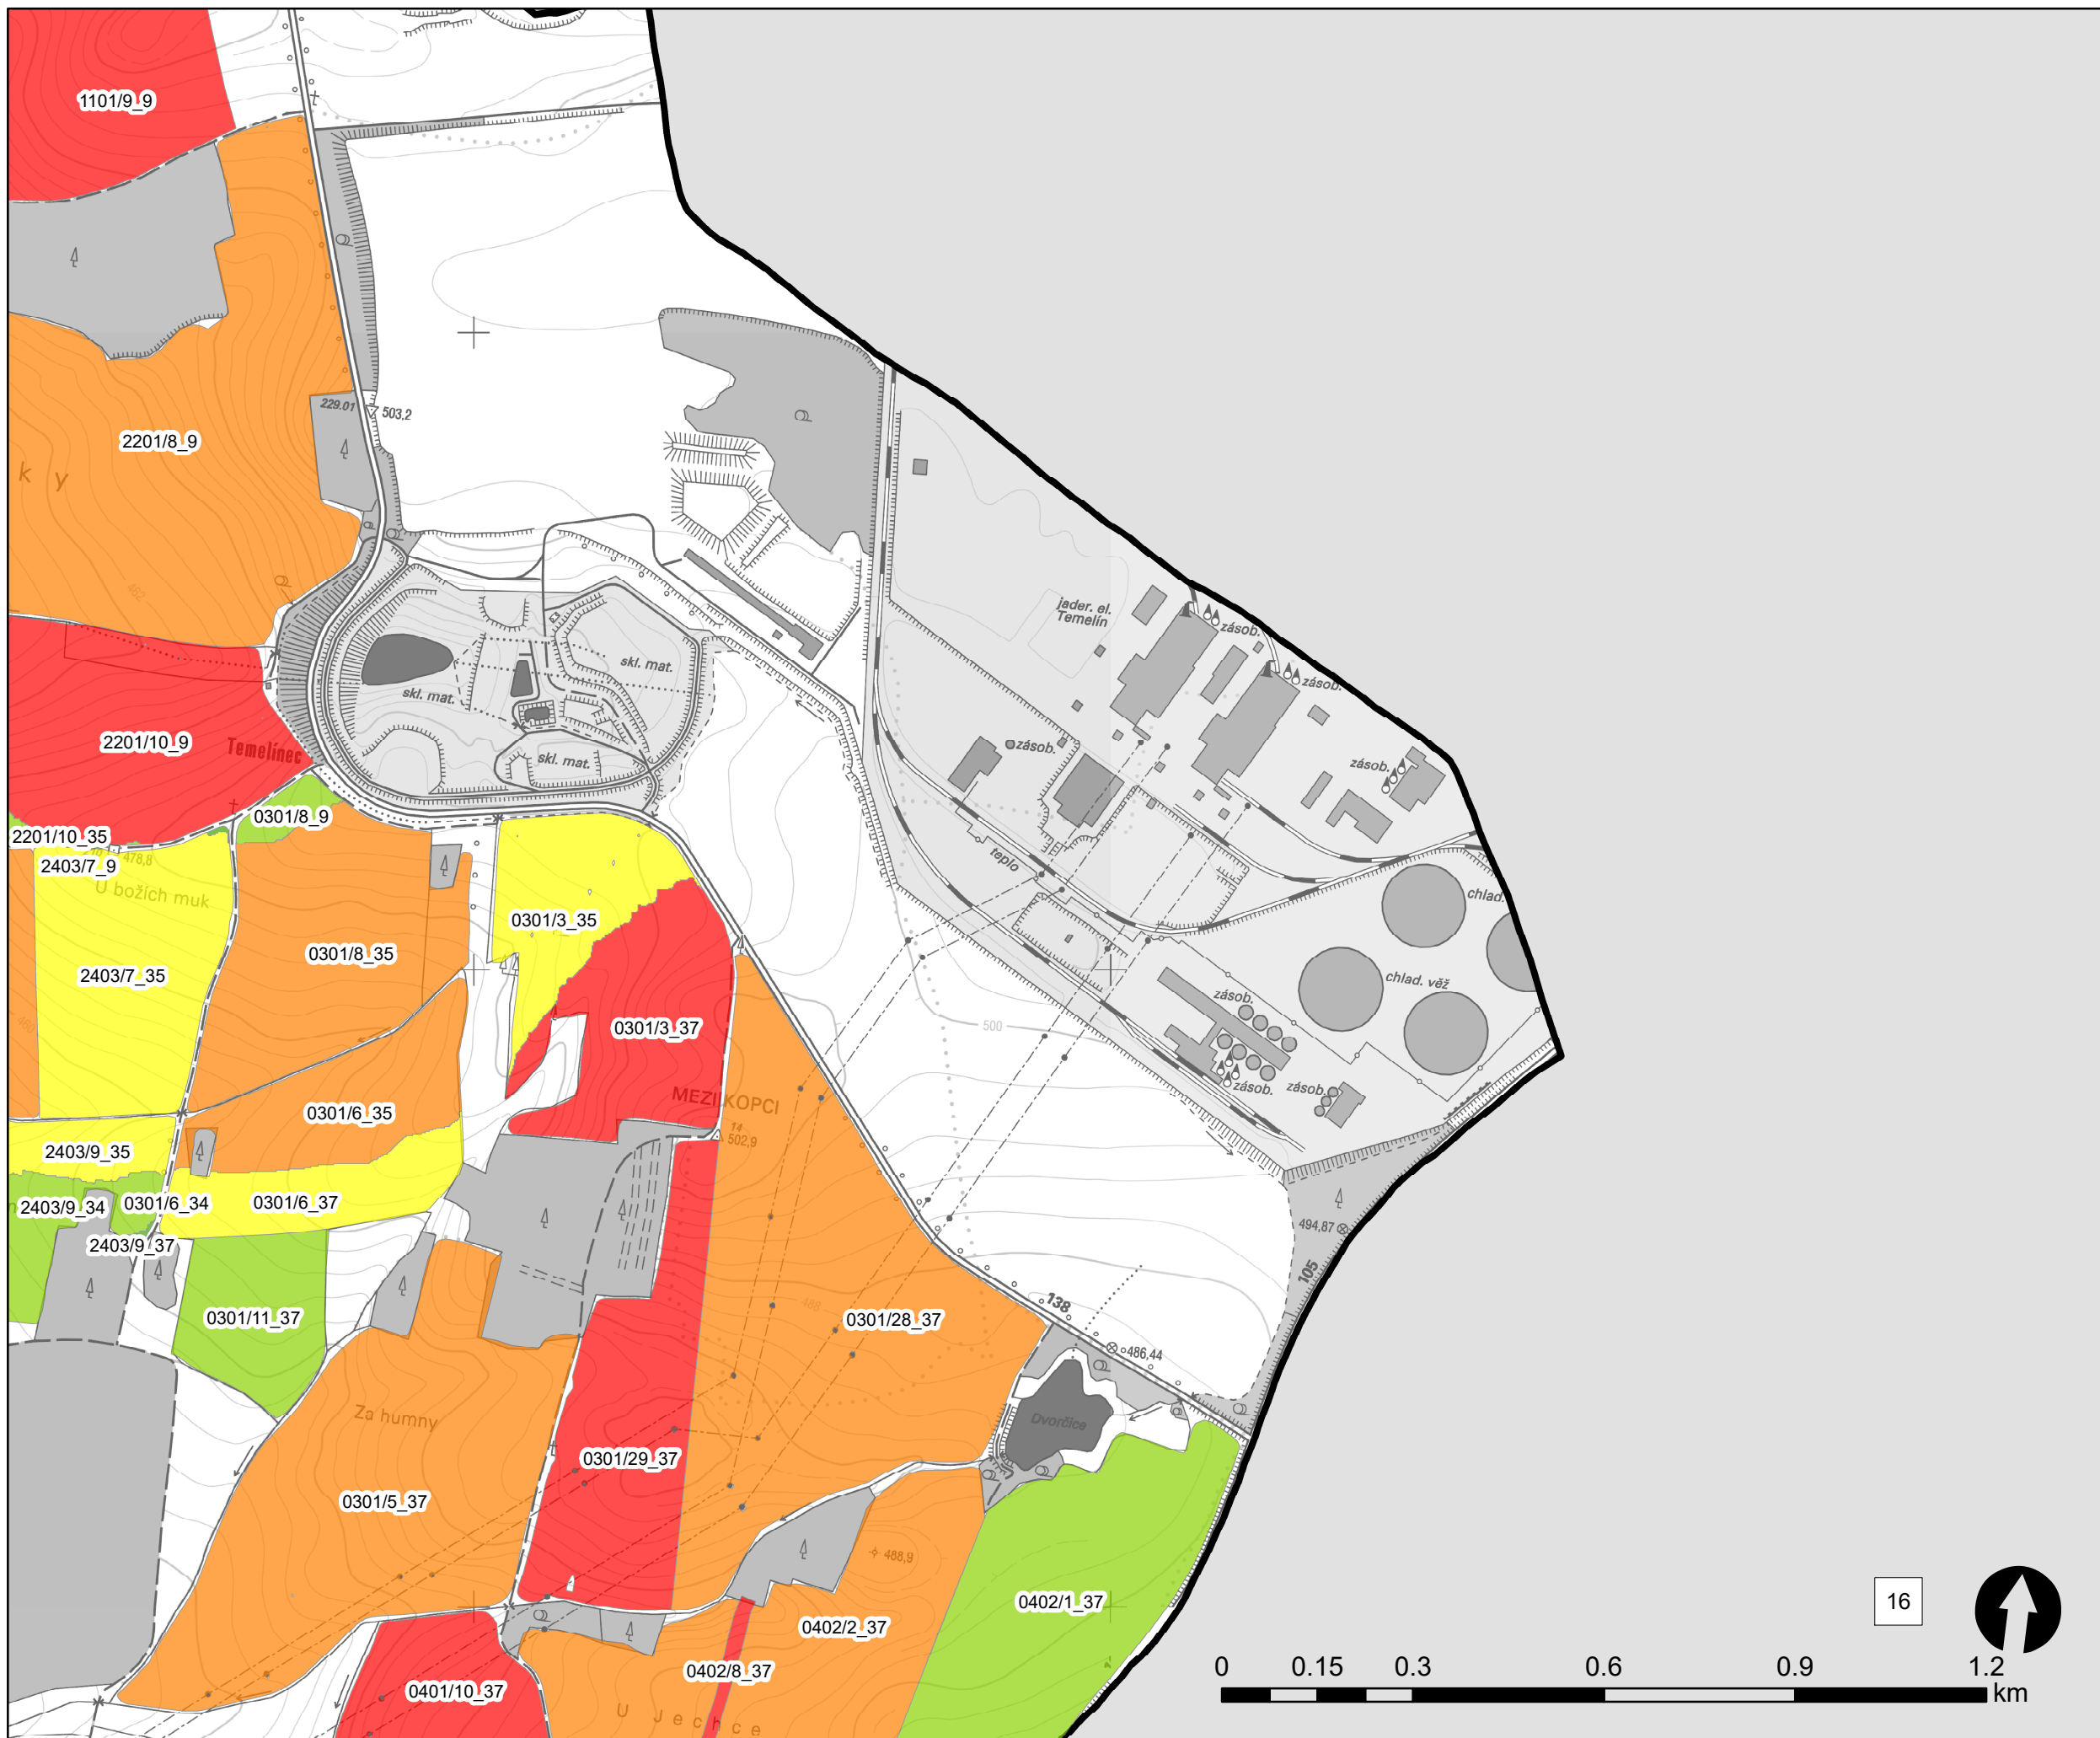 1101/9_9
229.01
503,2
2201/8_9
k y
462
jader. el.
Temelín
zásob.
zásob.
skl. mat.
skl. mat.
2201/10_9
Temelínec
zásob.
skl. mat.
zásob.
0301/8_9
2201/10_35
478,8
2403/7_9
U božích muk
teplo
chlad.
0301/3_35
0301/8_35
2403/7_35
chlad. věž
zásob.
460
0301/3_37
500
MEZI KOPCI
zásob.
zásob.
0301/6_35
14
502,9
2403/9_35
0301/6_34
0301/6_37
2403/9_34
494,87
2403/9_37
105
138
488
0301/11_37
0301/28_37
486,44
Za humny
Dvorčice
0301/29_37
0301/5_37
488,9
0402/1_37
16
0402/2_37
0402/8_37
0401/10_37
U Jechce
0 0.15 0.3 0.6 0.9 1.2
km